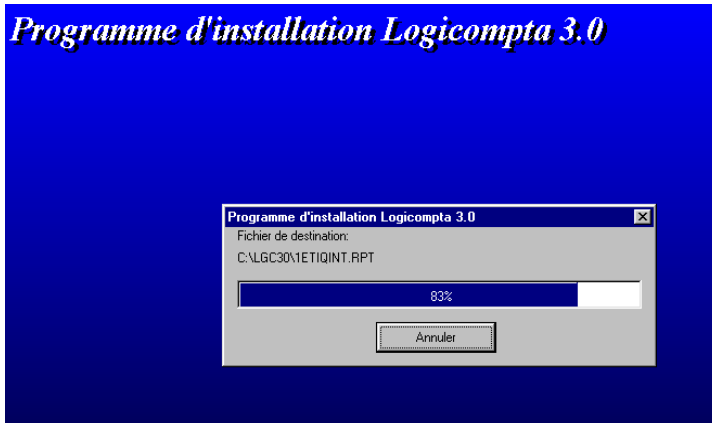 Programme d'installation Logicompta 3.0
Programme d'installation Logicompta 3.0
Fichier de destination:
C:\LGC30\1ETIQINT.RPT
83%
Annuler